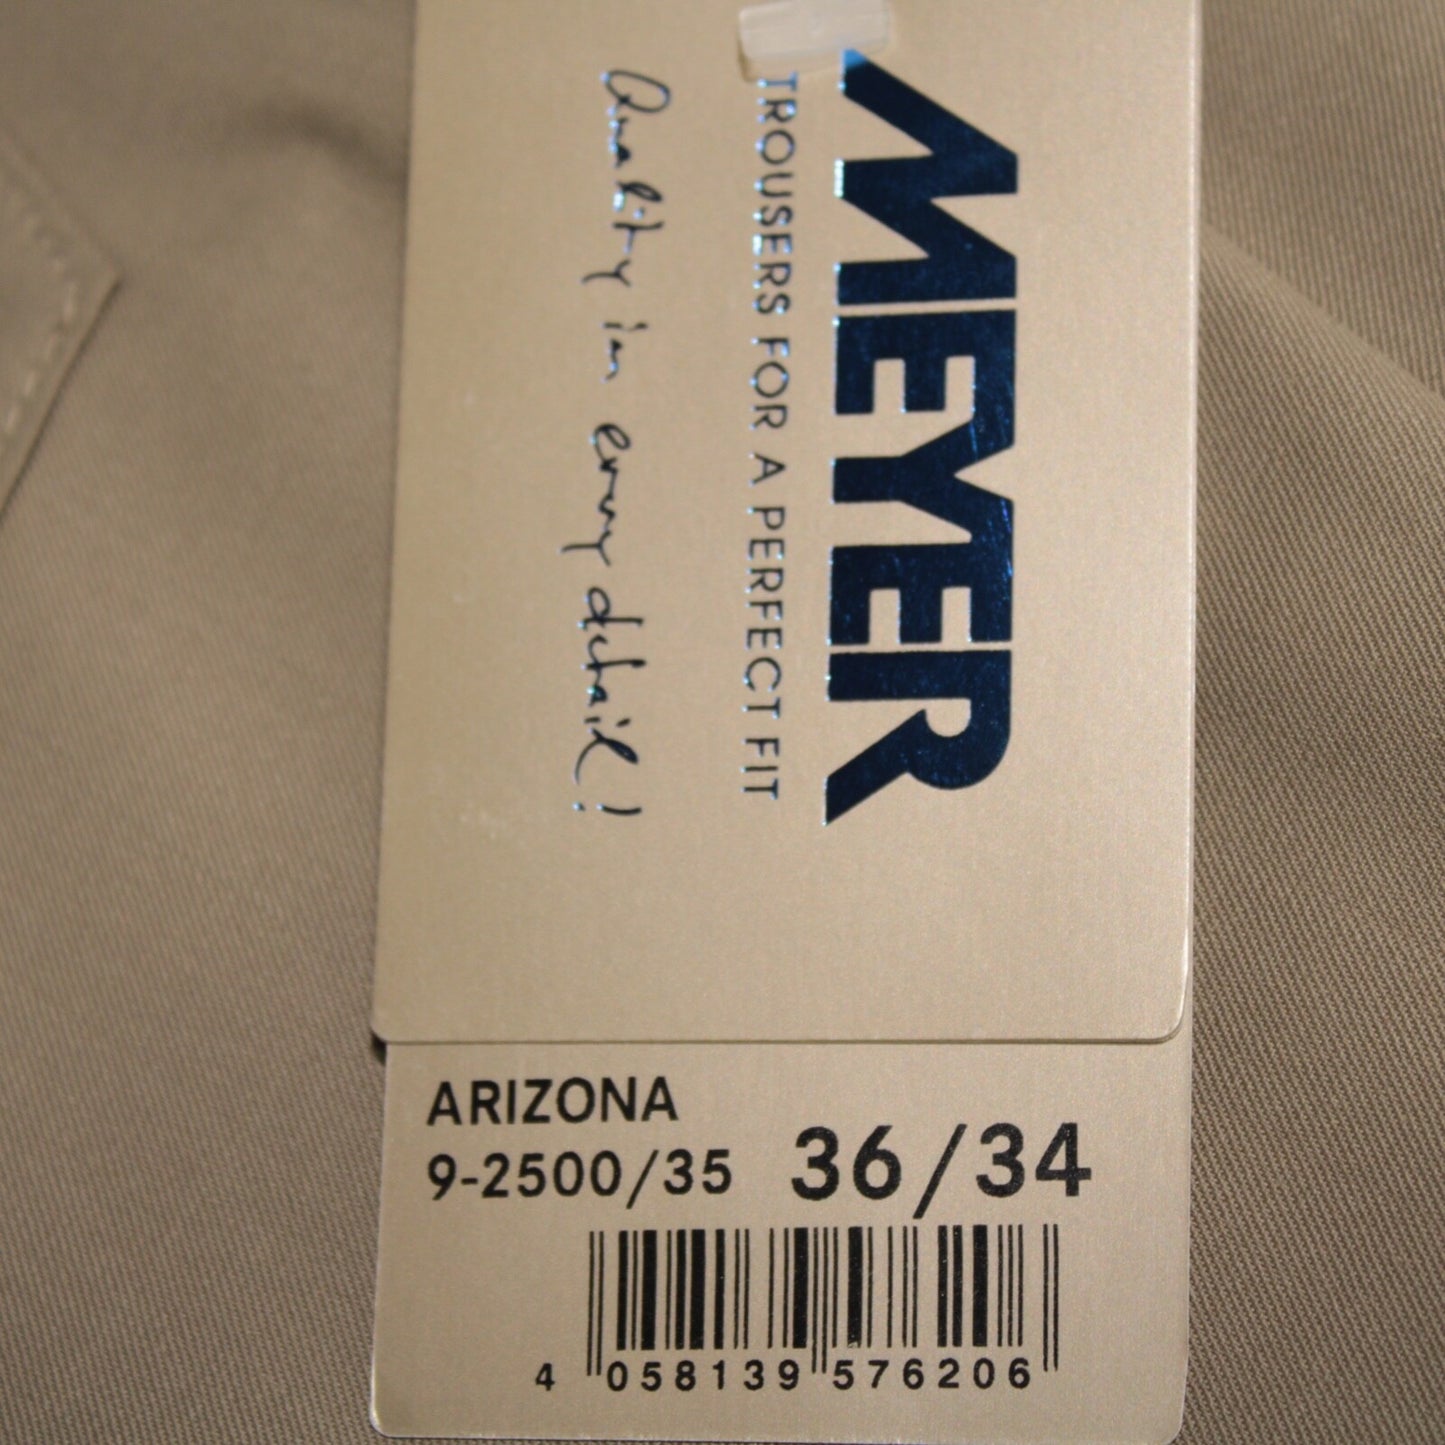 MEYER
TROUSERS FOR A PERFECT FIT
Quality in every detail!
ARIZONA
9-2500/35 36/34
4 058139 576206